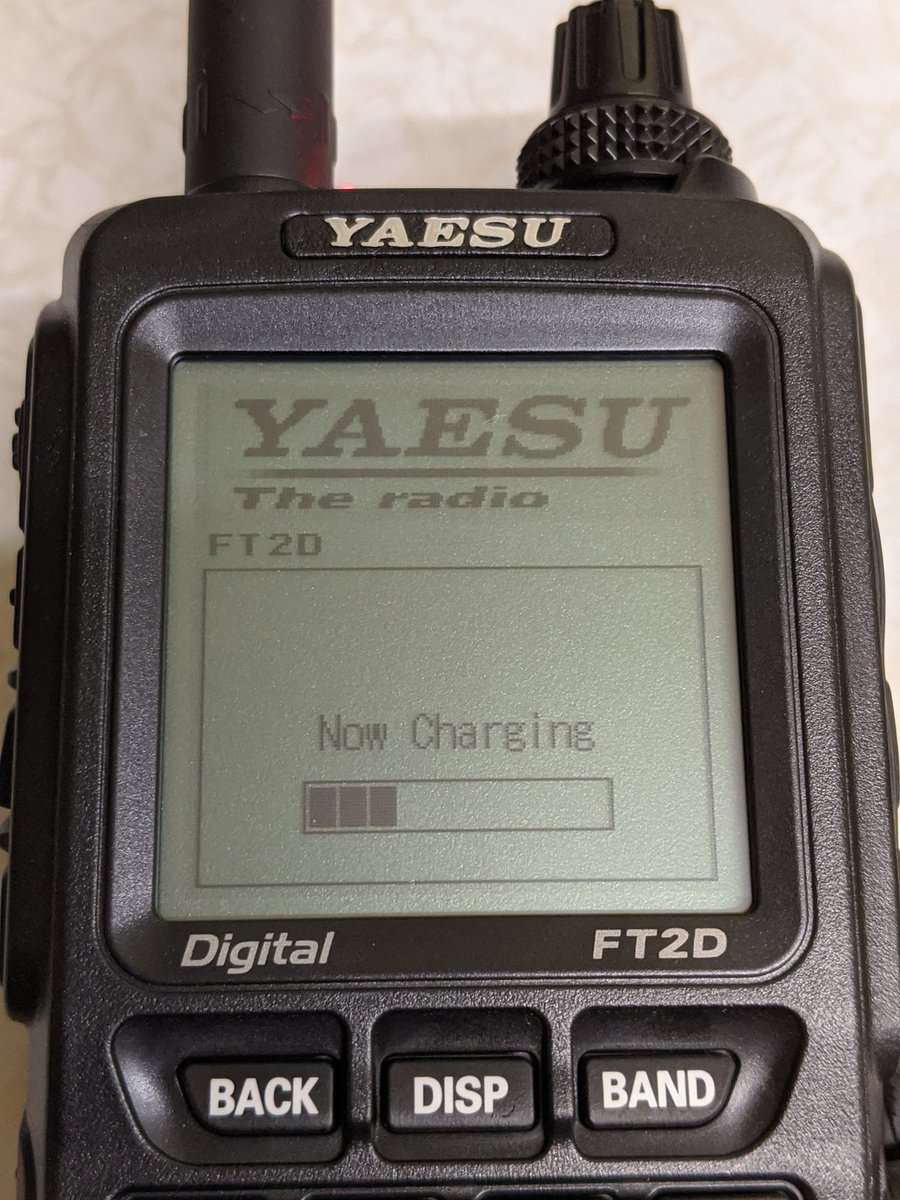 YAESU
YAESU
The radio
FT2D
Now Charging
Digital FT2D
BACK DISP BAND